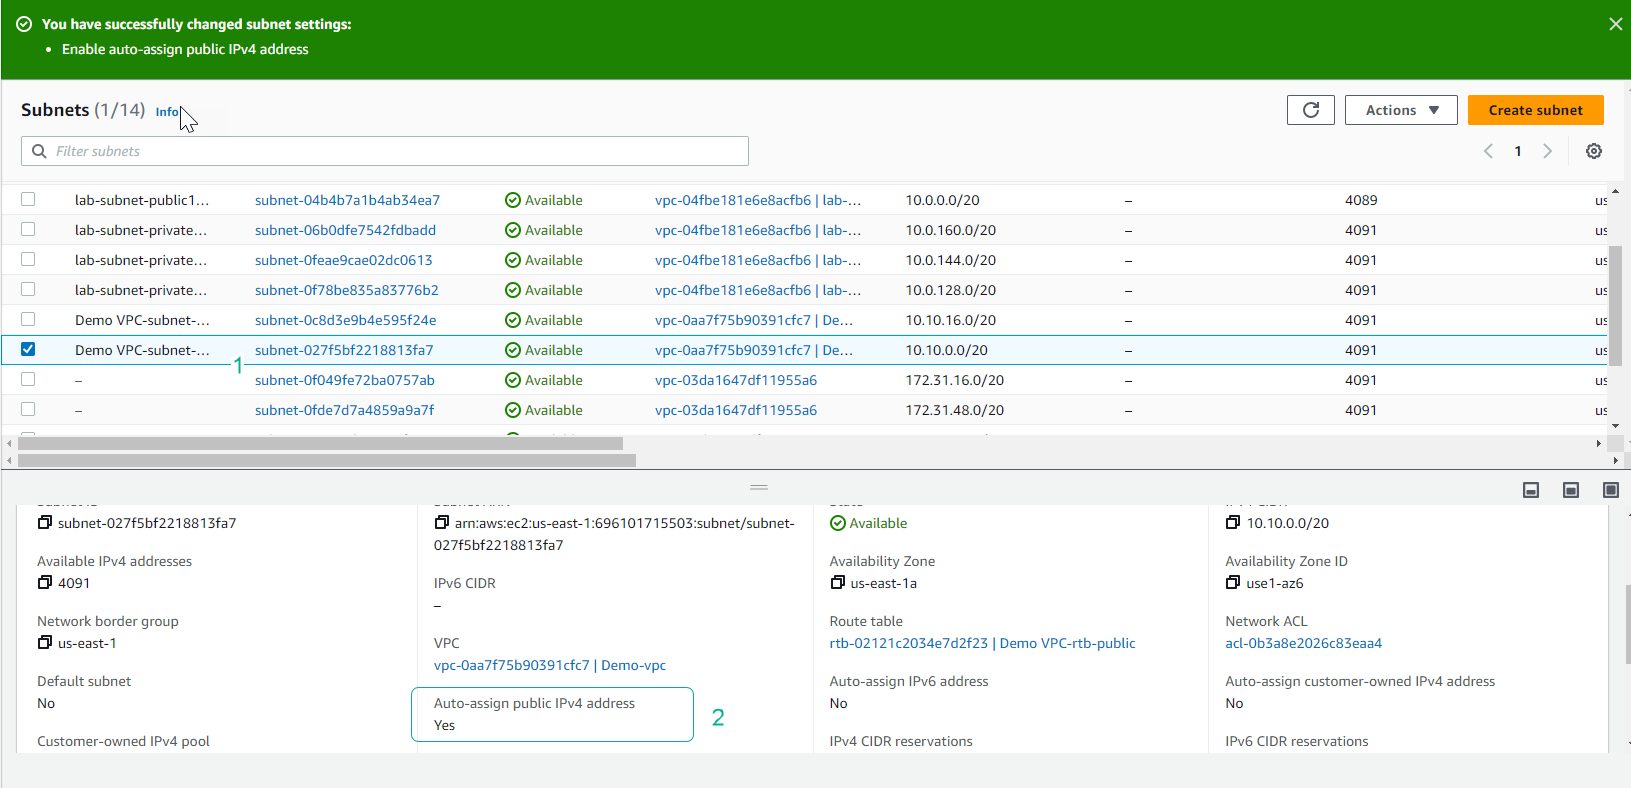 You have successfully changed subnet settings:
• Enable auto-assign public IPv4 address
Subnets (1/14) Info
Actions
Create subnet
Filter subnets
1
lab-subnet-public1... subnet-04b4b7a1b4ab34ea7 Available vpc-04fbe181e6e8acfb6 | lab-... 10.0.0.0/20 – 4089 us
lab-subnet-private... subnet-06b0dfe7542fdbadd Available vpc-04fbe181e6e8acfb6 | lab-... 10.0.160.0/20 – 4091 us
lab-subnet-private... subnet-0feae9cae02dc0613 Available vpc-04fbe181e6e8acfb6 | lab-... 10.0.144.0/20 – 4091 us
lab-subnet-private... subnet-0f78be835a83776b2 Available vpc-04fbe181e6e8acfb6 | lab-... 10.0.128.0/20 – 4091 us
Demo VPC-subnet-... subnet-0c8d3e9b4e595f24e Available vpc-0aa7f75b90391cfc7 | De... 10.10.16.0/20 – 4091 us
Demo VPC-subnet-... subnet-027f5bf2218813fa7 Available vpc-0aa7f75b90391cfc7 | De... 10.10.0.0/20 – 4091 us
1
– subnet-0f049fe72ba0757ab Available vpc-03da1647df11955a6 172.31.16.0/20 – 4091 us
– subnet-0fde7d7a4859a9a7f Available vpc-03da1647df11955a6 172.31.48.0/20 – 4091 us
subnet-027f5bf2218813fa7
Available IPv4 addresses
4091
Network border group
us-east-1
Default subnet
No
Customer-owned IPv4 pool
arn:aws:ec2:us-east-1:696101715503:subnet/subnet-
027f5bf2218813fa7
IPv6 CIDR
–
VPC
vpc-0aa7f75b90391cfc7 | Demo-vpc
Auto-assign public IPv4 address
Yes
2
Available
Availability Zone
us-east-1a
Route table
rtb-02121c2034e7d2f23 | Demo VPC-rtb-public
Auto-assign IPv6 address
No
IPv4 CIDR reservations
10.10.0.0/20
Availability Zone ID
use1-az6
Network ACL
acl-0b3a8e2026c83eaa4
Auto-assign customer-owned IPv4 address
No
IPv6 CIDR reservations